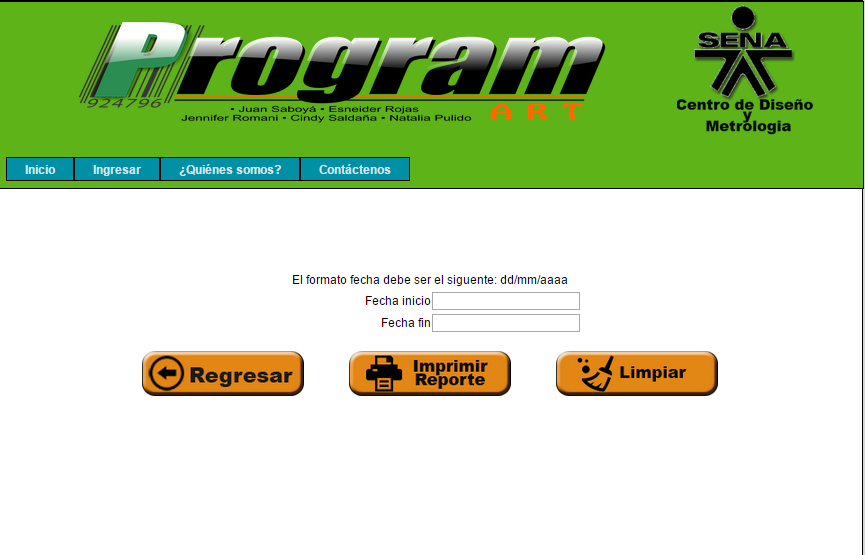 Program
924796
ART
• Juan Saboyá • Esneider Rojas
Jennifer Romani • Cindy Saldaña • Natalia Pulido
SENA
Centro de Diseño
y
Metrologia
Inicio
Ingresar
¿Quiénes somos?
Contáctenos
El formato fecha debe ser el siguente: dd/mm/aaaa
Fecha inicio
Fecha fin
Regresar
Imprimir
Reporte
Limpiar